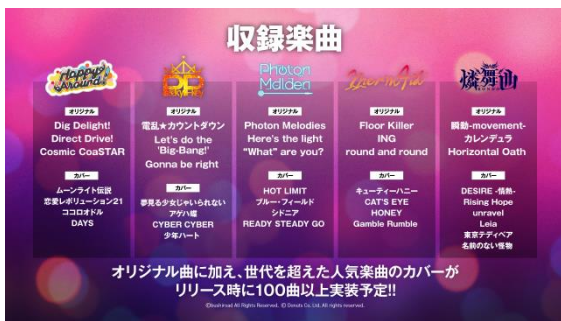 収録楽曲
Happy Around!
オリジナル
Dig Delight!
Direct Drive!
Cosmic CoaSTAR
カバー
ムーンライト伝説
恋愛レボリューション21
ココロオドル
DAYS
オリジナル
電乱★カウントダウン
Let's do the
'Big-Bang!'
Gonna be right
カバー
夢見る少女じゃいられない
アゲハ蝶
CYBER CYBER
少年ハート
Photon
Maiden
オリジナル
Photon Melodies
Here's the light
"What" are you?
カバー
HOT LIMIT
ブルー・フィールド
シドニア
READY STEADY GO
Merm4id
オリジナル
Floor Killer
ING
round and round
カバー
キューティーハニー
CAT'S EYE
HONEY
Gamble Rumble
燐舞曲
オリジナル
瞬動-movement-
カレンデュラ
Horizontal Oath
カバー
DESIRE -情熱-
Rising Hope
unravel
Leia
東京テディベア
名前のない怪物
オリジナル曲に加え、世代を超えた人気楽曲のカバーが
リリース時に100曲以上実装予定!!
©bushiroad All Rights Reserved. © Donuts Co. Ltd. All rights reserved.